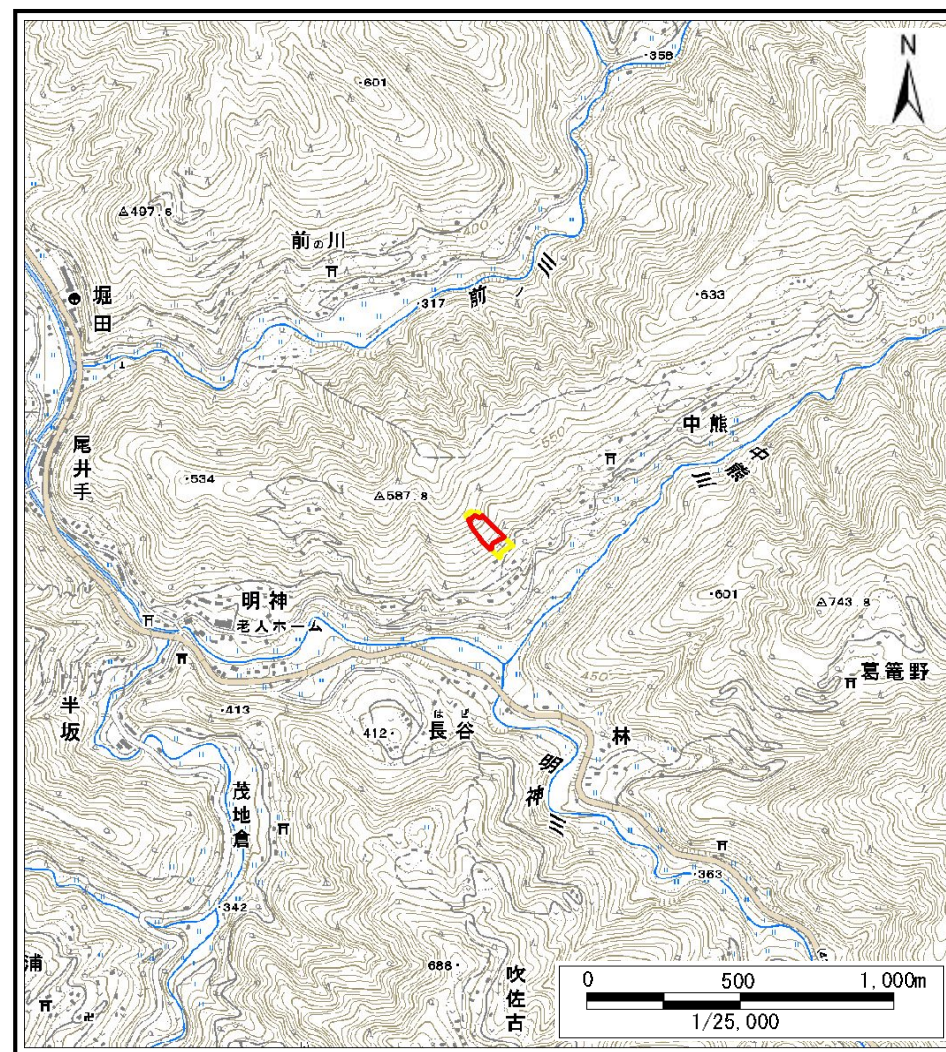 N
358
601
497.6
前の川
400
堀田
317
前ノ川
633
500
尾井手
534
587.8
550
中熊
中熊川
明神
老人ホーム
601
743.8
葛篭野
450
半坂
413
412
はぜ
長谷
林
明神川
茂地倉
363
342
浦
688
吹佐古
0 500 1,000m
1/25,000